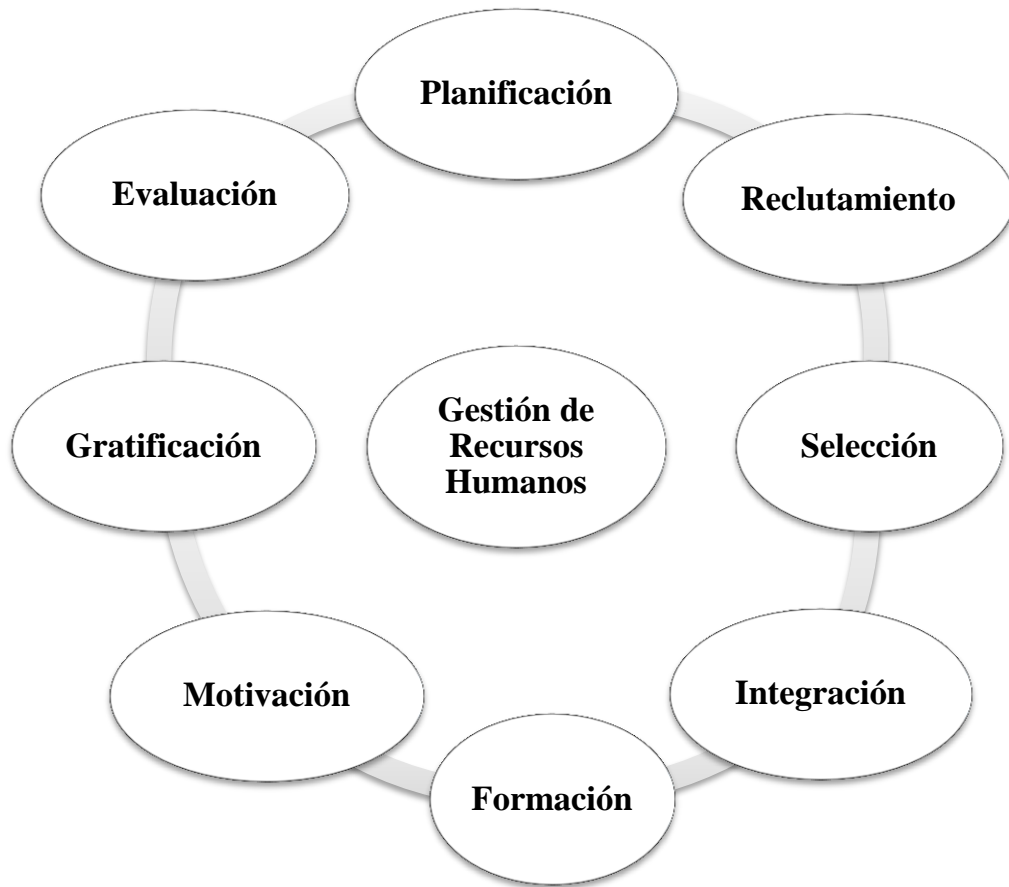 Planificación
Evaluación
Reclutamiento
Gratificación
Gestión de
Recursos
Humanos
Selección
Motivación
Integración
Formación